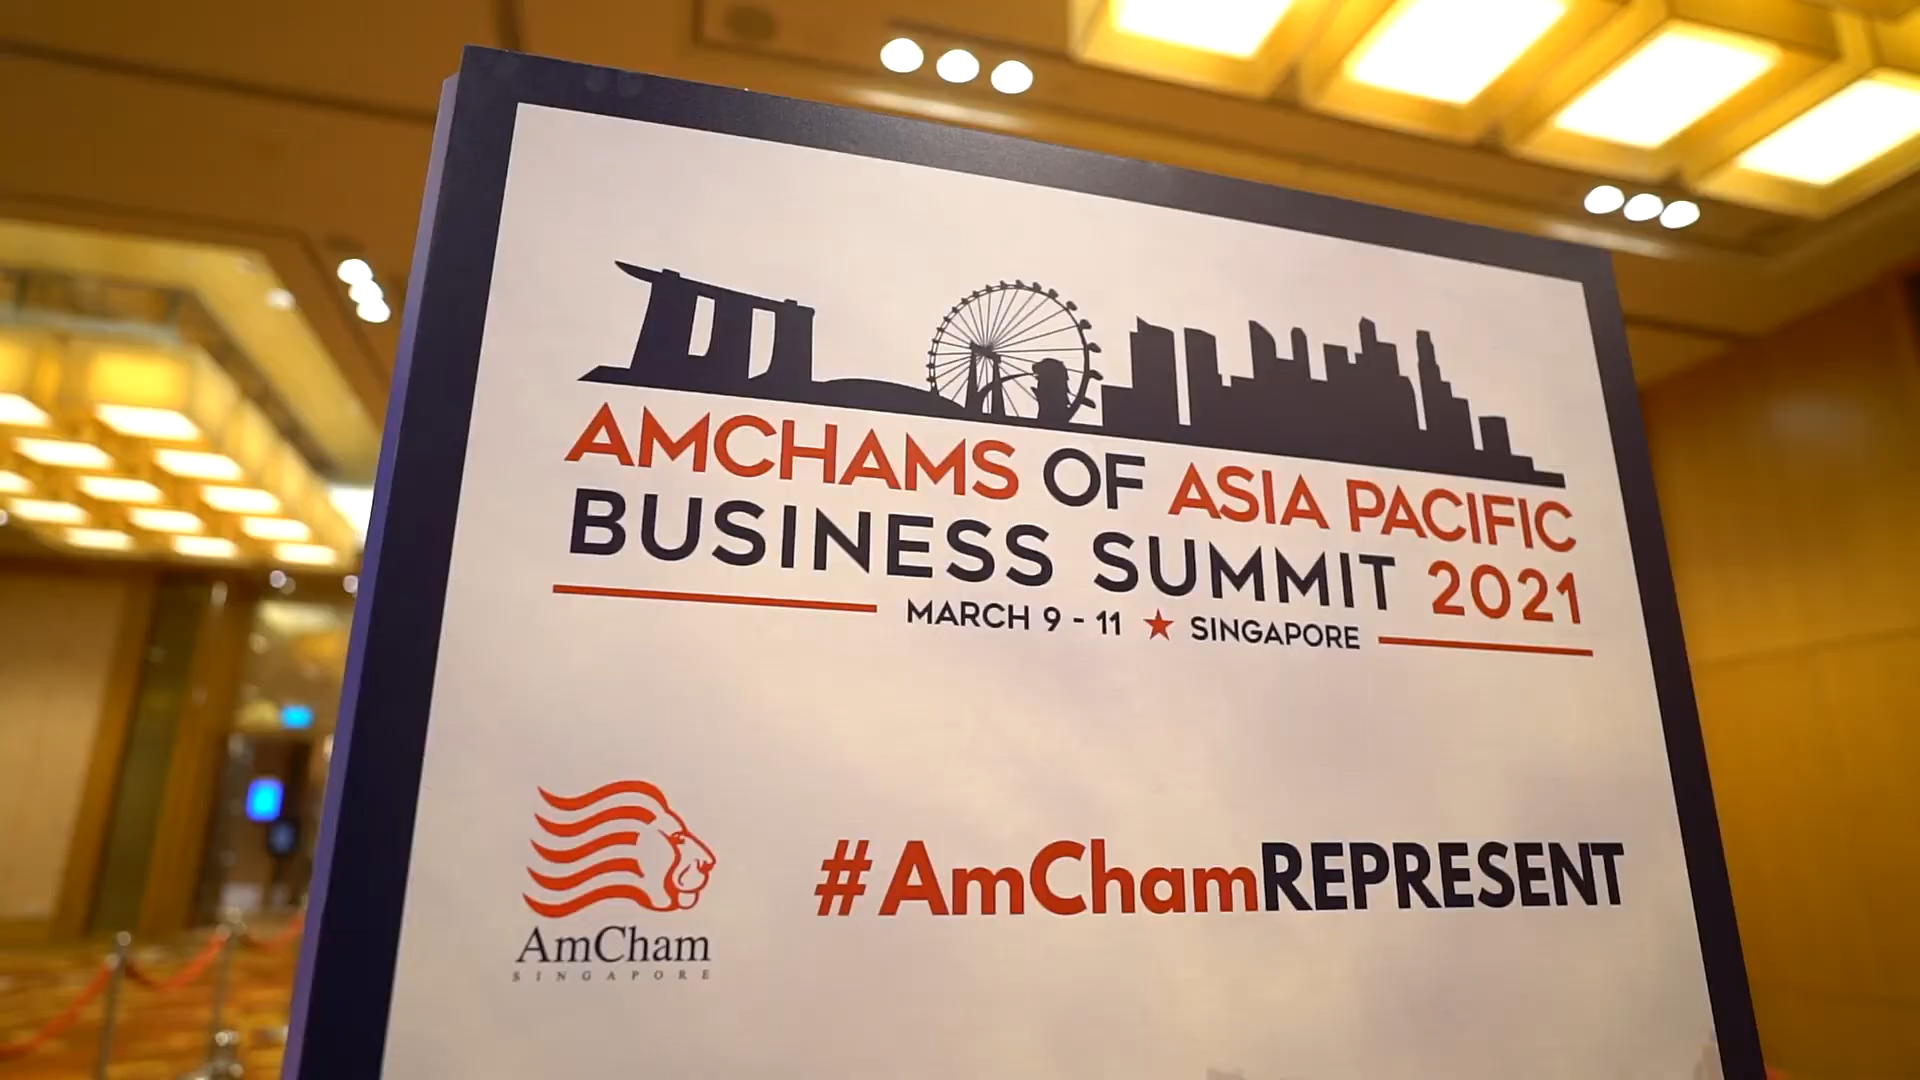 AMCHAMS OF ASIA PACIFIC
BUSINESS SUMMIT 2021
MARCH 9 - 11 ★ SINGAPORE
#AmChamREPRESENT
AmCham
SINGAPORE